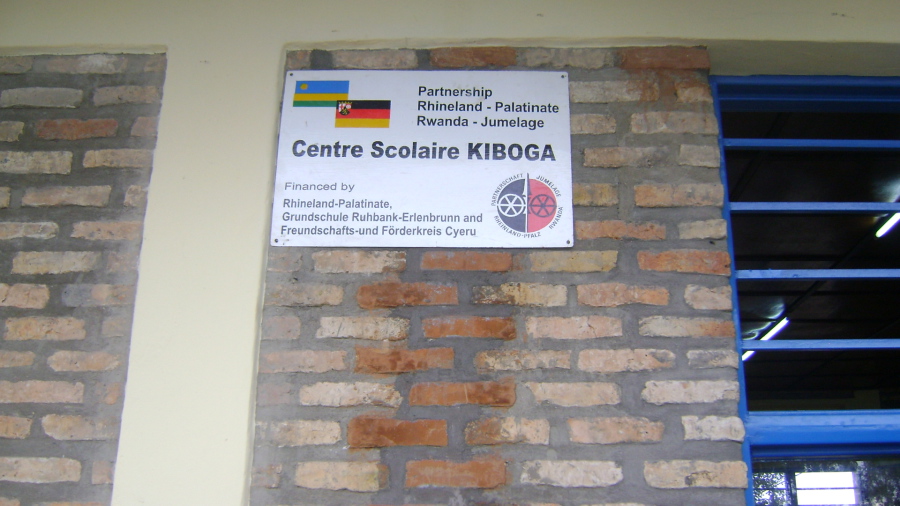 Partnership
Rhineland - Palatinate
Rwanda - Jumelage
Centre Scolaire KIBOGA
Financed by
Rhineland-Palatinate,
Grundschule Ruhbank-Erlenbrunn and
Freundschafts-und Förderkreis Cyeru
PARTNERSCHAFT JUMELAGE
RHEINLAND-PFALZ RWANDA